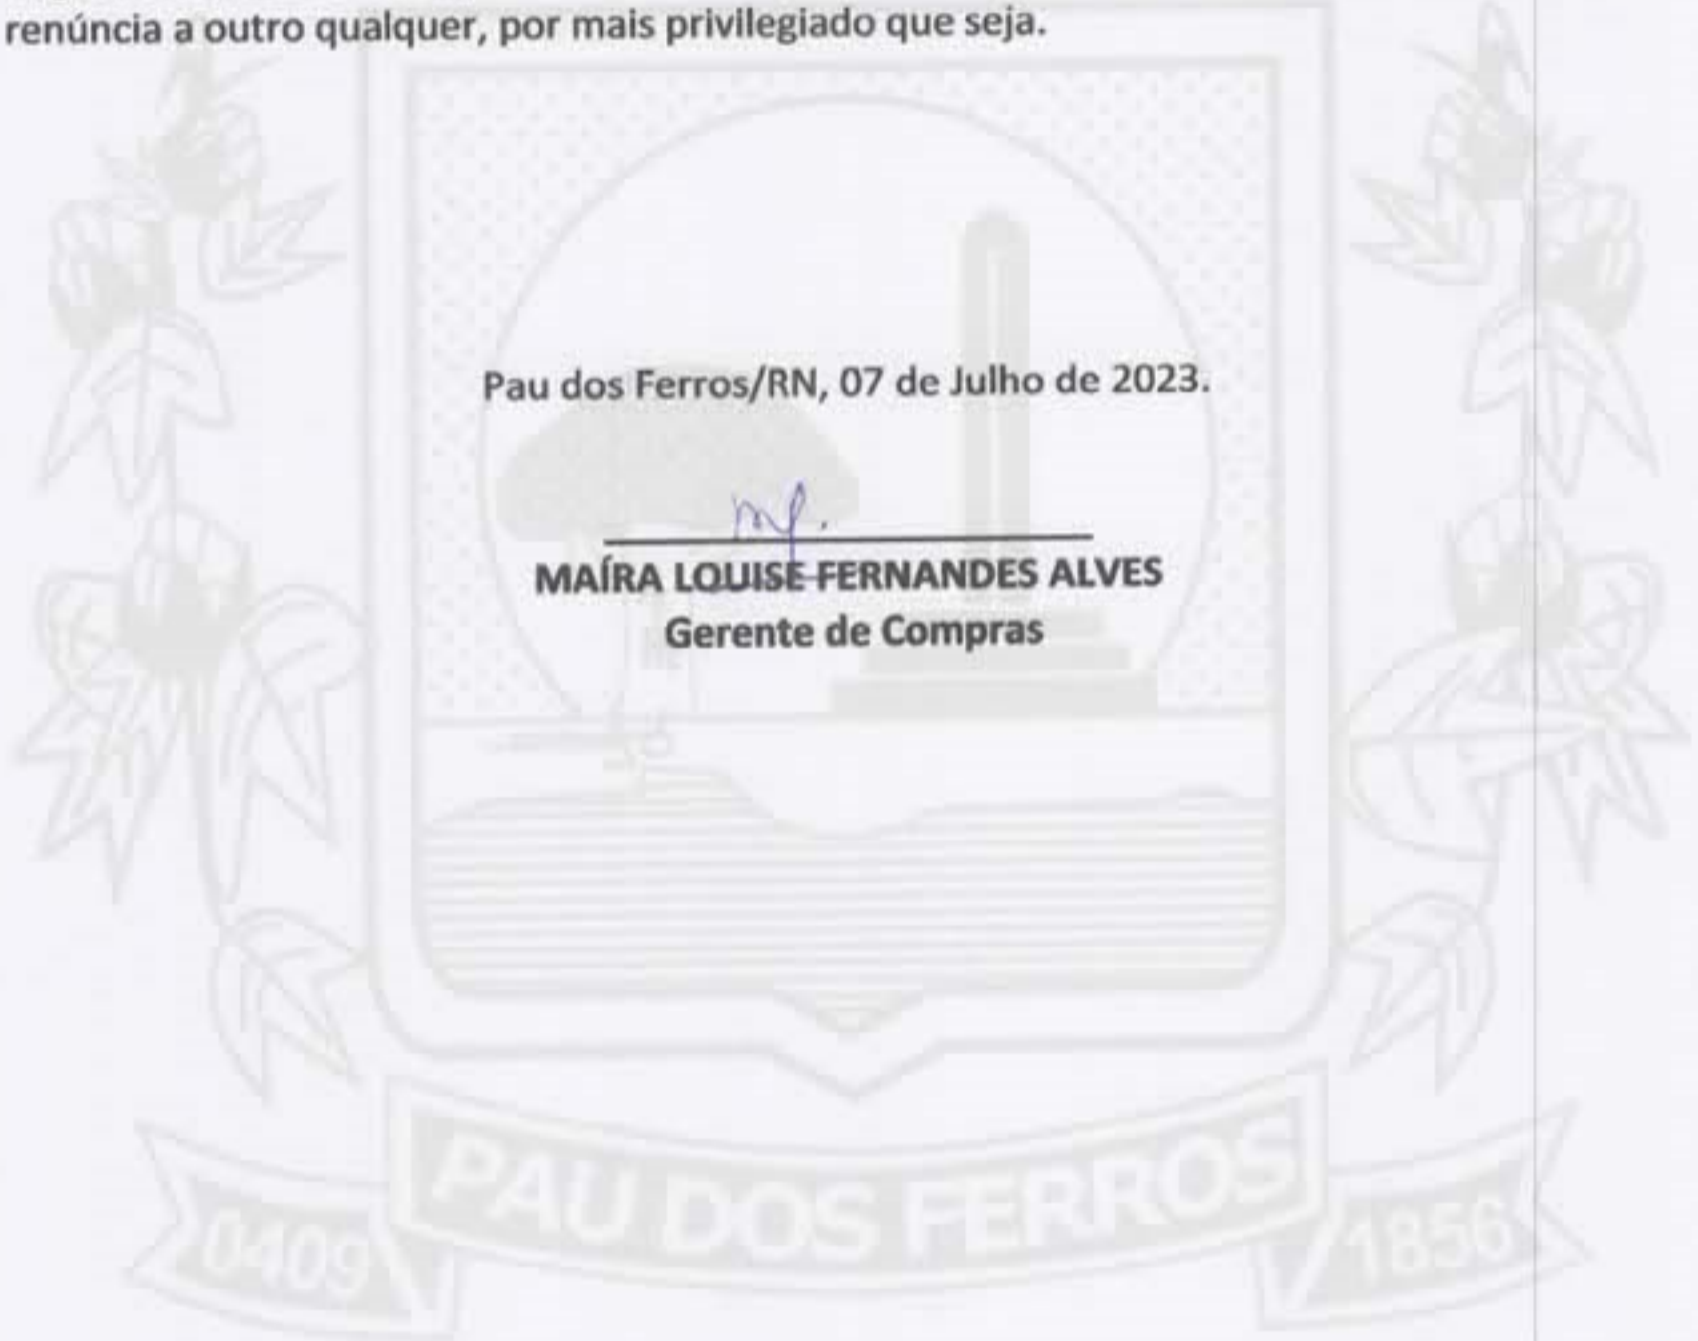 renúncia a outro qualquer, por mais privilegiado que seja.
Pau dos Ferros/RN, 07 de Julho de 2023.
MAÍRA LOUISE FERNANDES ALVES
Gerente de Compras
PAU DOS FERROS
0409
1856